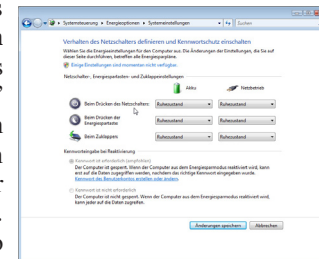 Systemsteuerung ▸ Energieoptionen ▸ Systemeinstellungen
Suchen
Verhalten des Netzschalters definieren und Kennwortschutz einschalten
Wählen Sie die Energieeinstellungen für den Computer aus. Die Änderungen der Einstellungen, die Sie auf
dieser Seite durchführen, betreffen alle Energiesparpläne.
Einige Einstellungen sind momentan nicht verfügbar.
Netzschalter-, Energiespartasten- und Zuklappeinstellungen
Akku Netzbetrieb
Beim Drücken des Netzschalters: Ruhezustand Ruhezustand
Beim Drücken der Energiespartaste: Ruhezustand Ruhezustand
Beim Zuklappen: Ruhezustand Ruhezustand
Kennworteingabe bei Reaktivierung
Kennwort ist erforderlich (empfohlen)
Der Computer ist gesperrt. Wenn der Computer aus dem Energiesparmodus reaktiviert wird, kann
erst auf die Daten zugegriffen werden, nachdem das richtige Kennwort eingegeben wurde.
Kennwort des Benutzerkontos erstellen oder ändern.
Kennwort ist nicht erforderlich
Der Computer ist nicht gesperrt. Wenn der Computer aus dem Energiesparmodus reaktiviert wird,
kann jeder auf die Daten zugreifen.
Änderungen speichern Abbrechen